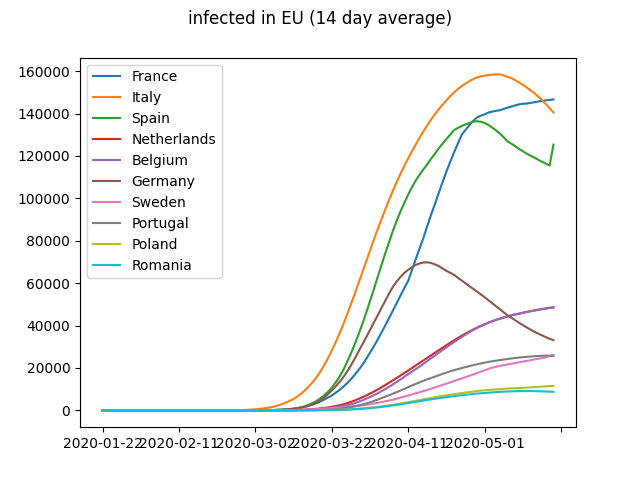 infected in EU (14 day average)
160000
140000
120000
100000
80000
60000
40000
20000
0
France
Italy
Spain
Netherlands
Belgium
Germany
Sweden
Portugal
Poland
Romania
2020-01-22 2020-02-11 2020-03-02 2020-03-22 2020-04-11 2020-05-01